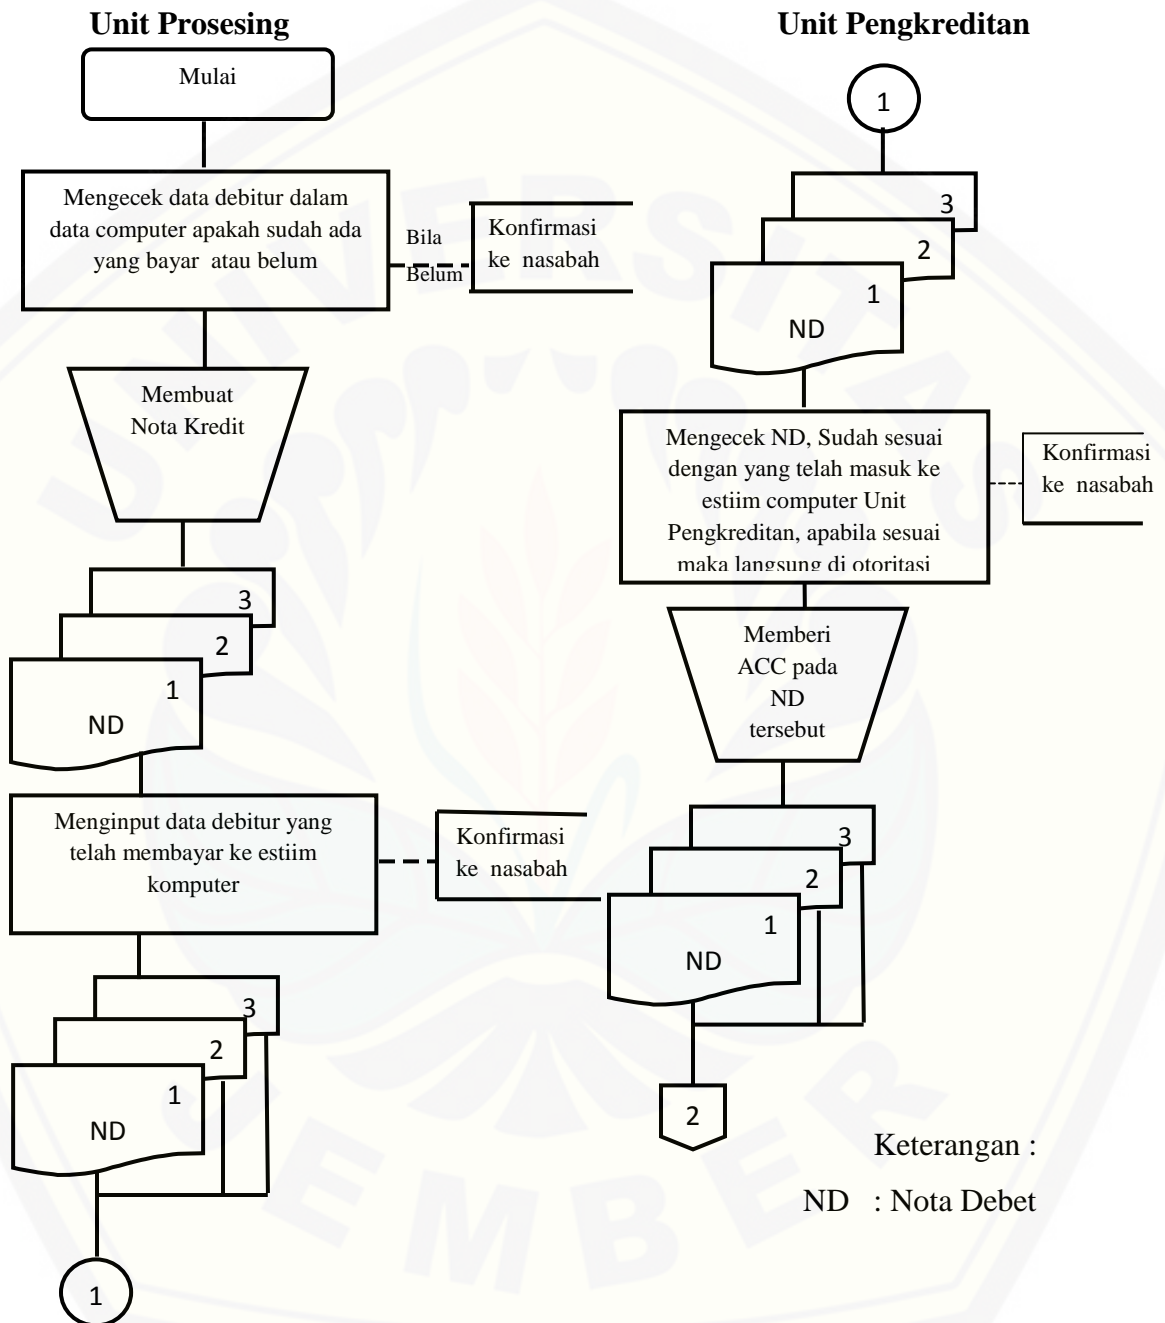 Unit Prosesing
Mulai
Mengecek data debitur dalam
data computer apakah sudah ada
yang bayar atau belum
Bila
Belum
Konfirmasi
ke nasabah
Membuat
Nota Kredit
3
2
1
ND
Menginput data debitur yang
telah membayar ke estiim
komputer
Konfirmasi
ke nasabah
3
2
1
ND
1
Unit Pengkreditan
1
3
2
1
ND
Mengecek ND, Sudah sesuai
dengan yang telah masuk ke
estiim computer Unit
Pengkreditan, apabila sesuai
maka langsung di otoritasi
Konfirmasi
ke nasabah
Memberi
ACC pada
ND
tersebut
3
2
1
ND
2
Keterangan :
ND : Nota Debet
UNIVERSITAS
JEMBER